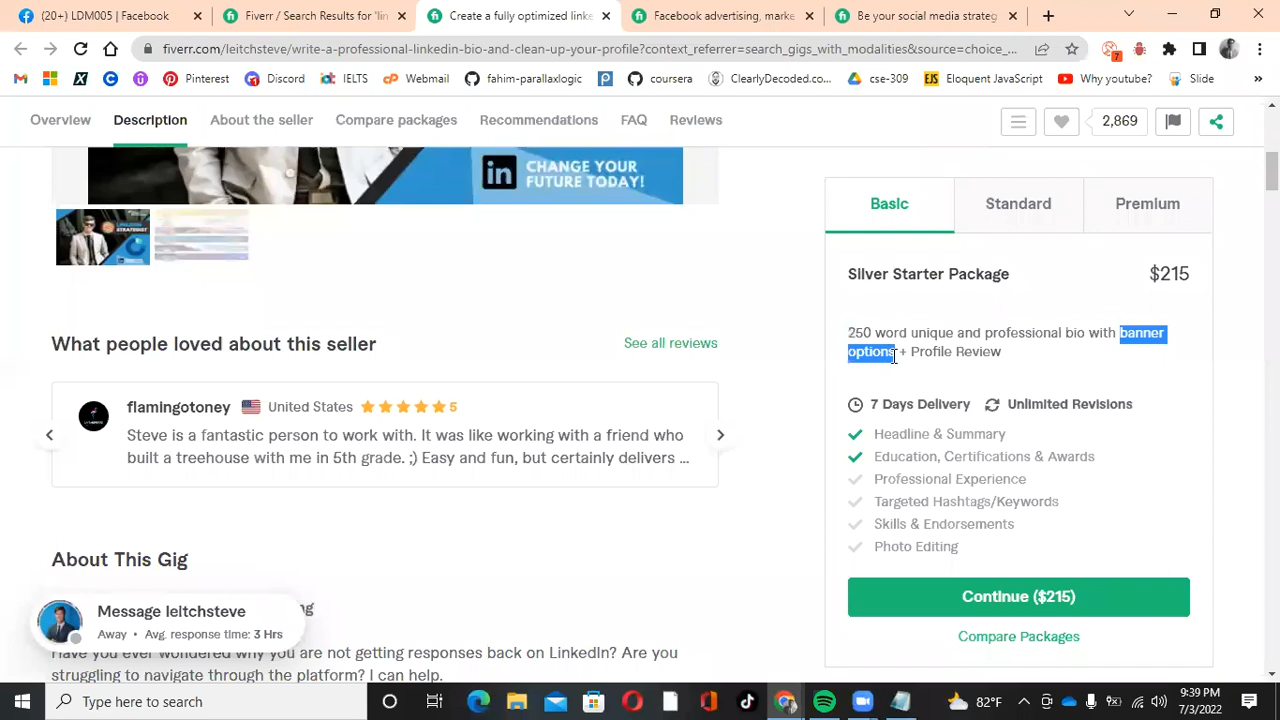 (20+) LDM005 | Facebook
Fiverr / Search Results for 'lin
Create a fully optimized linke
Facebook advertising, marke
Be your social media strateg
fiverr.com/leitchsteve/write-a-professional-linkedin-bio-and-clean-up-your-profile?context_referrer=search_gigs_with_modalities&source=choice_...
7
Pinterest
Discord
IELTS
Webmail
fahim-parallaxlogic
coursera
ClearlyDecoded.co...
cse-309
EJS Eloquent JavaScript
Why youtube?
Slide
»
Overview
Description
About the seller
Compare packages
Recommendations
FAQ
Reviews
2,869
in CHANGE YOUR
FUTURE TODAY!
Basic
Standard
Premium
Silver Starter Package
$215
250 word unique and professional bio with banner
options + Profile Review
7 Days Delivery
Unlimited Revisions
Headline & Summary
Education, Certifications & Awards
Professional Experience
Targeted Hashtags/Keywords
Skills & Endorsements
Photo Editing
Continue ($215)
Compare Packages
What people loved about this seller
See all reviews
flamingotoney
United States
5
Steve is a fantastic person to work with. It was like working with a friend who
built a treehouse with me in 5th grade. ;) Easy and fun, but certainly delivers ...
About This Gig
Message leitchsteve
Away • Avg. response time: 3 Hrs
Have you ever wondered why you are not getting responses back on LinkedIn? Are you
struggling to navigate through the platform? I can help.
Type here to search
82°F
9:39 PM
7/3/2022